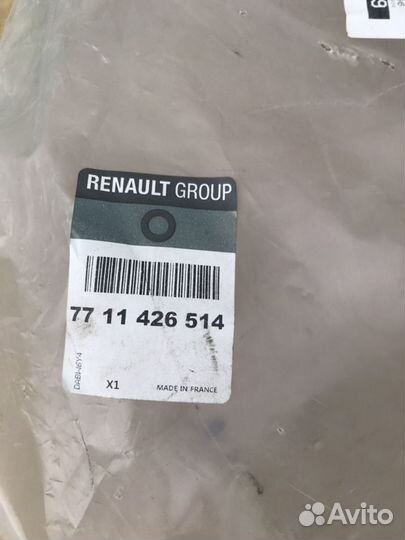 RENAULT GROUP
77 11 426 514
X1
MADE IN FRANCE
Avito